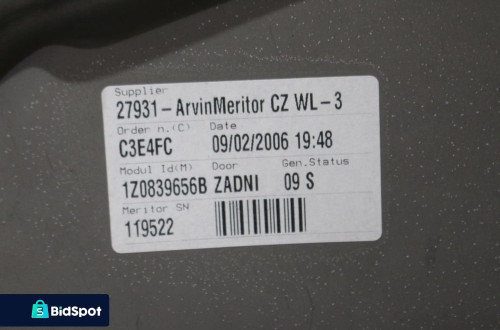 Supplier
27931-ArvinMeritor CZ WL-3
Order n.(C) Date
C3E4FC 09/02/2006 19:48
Modul Id(M) Door Gen.Status
1Z0839656B ZADNI 09 S
Meritor SN
119522
S BidSpot